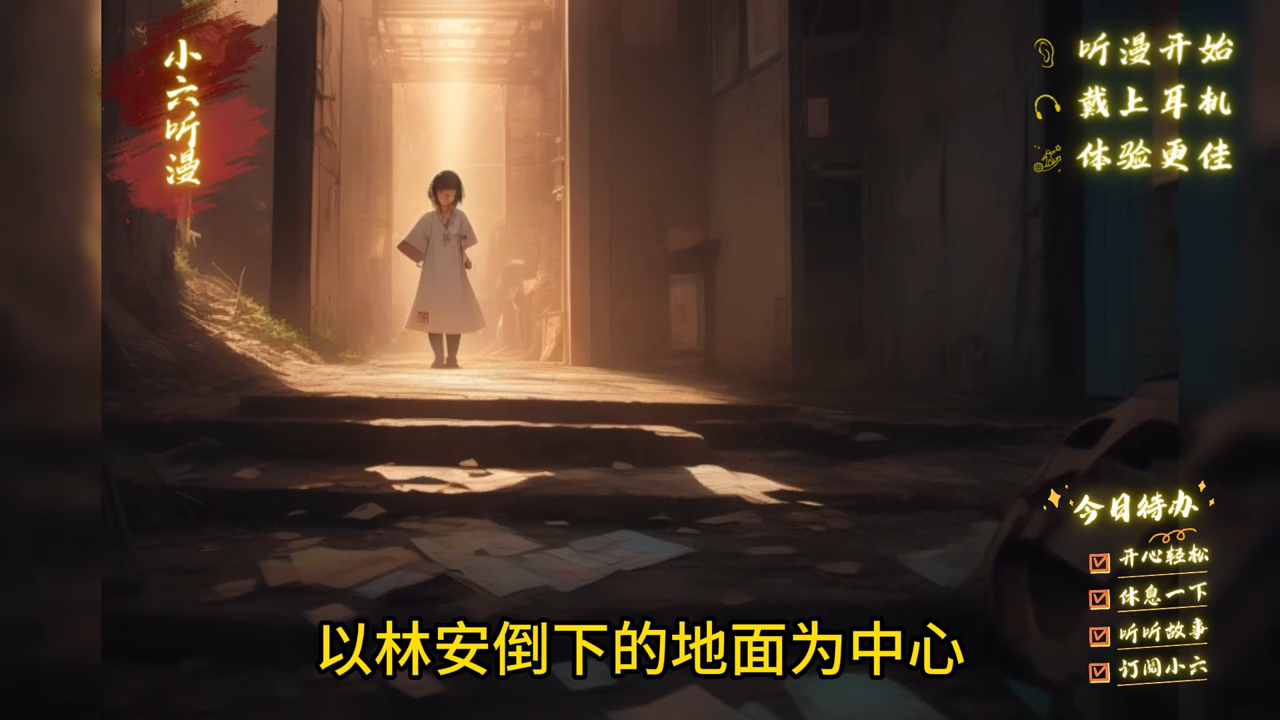 小六听漫
听漫开始
戴上耳机
体验更佳
今日待办
开心轻松
休息一下
听听故事
订阅小六
以林安倒下的地面为中心